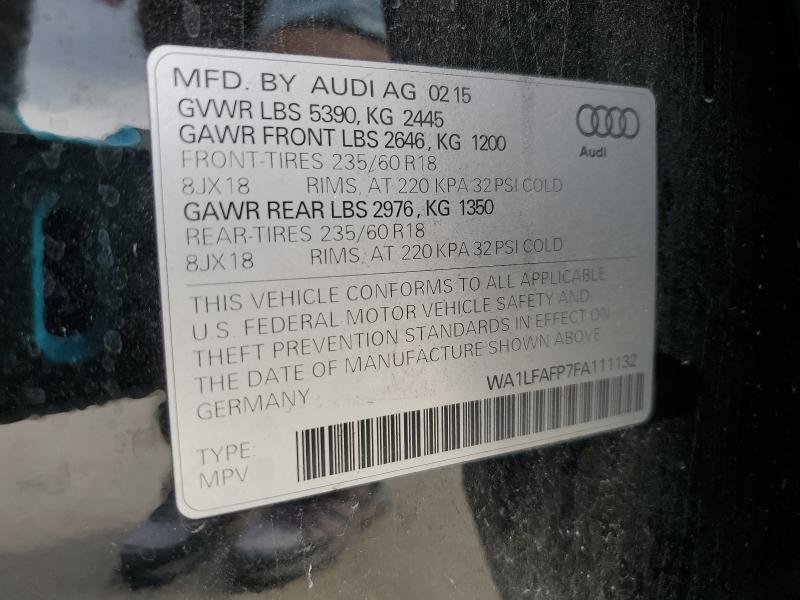 MFD. BY AUDI AG 02 15
GVWR LBS 5390, KG 2445
GAWR FRONT LBS 2646, KG 1200
FRONT-TIRES 235/60 R18
8JX18 RIMS, AT 220 KPA 32 PSI COLD
GAWR REAR LBS 2976, KG 1350
REAR-TIRES 235/60 R18
8JX18 RIMS, AT 220 KPA 32 PSI COLD
Audi
THIS VEHICLE CONFORMS TO ALL APPLICABLE
U.S. FEDERAL MOTOR VEHICLE SAFETY AND
THEFT PREVENTION STANDARDS IN EFFECT ON
THE DATE OF MANUFACTURE SHOWN ABOVE
GERMANY
WA1LFAFP7FA111132
TYPE:
MPV